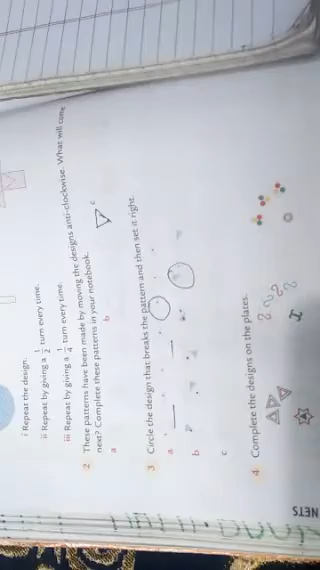 i Repeat the design.
ii Repeat by giving a 1/2 turn every time.
iii Repeat by giving a 1/4 turn every time.
2 These patterns have been made by moving the designs anti-clockwise. What will come
next? Complete these patterns in your notebook.
a
b
c
3 Circle the design that breaks the pattern and then set it right.
a
b
c
4 Complete the designs on the plates.
NETS